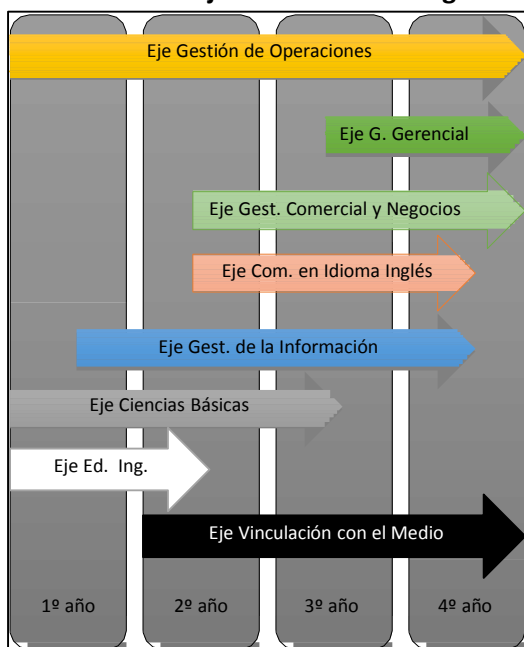 Eje Gestión de Operaciones
Eje G. Gerencial
Eje Gest. Comercial y Negocios
Eje Com. en Idioma Inglés
Eje Gest. de la Información
Eje Ciencias Básicas
Eje Ed. Ing.
Eje Vinculación con el Medio
1º año 2º año 3º año 4º año